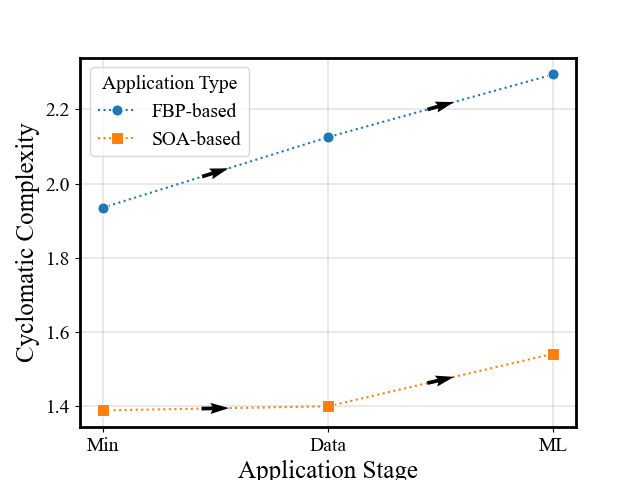 Application Type
FBP-based
SOA-based
Cyclomatic Complexity
2.2
2.0
1.8
1.6
1.4
Min Data ML
Application Stage